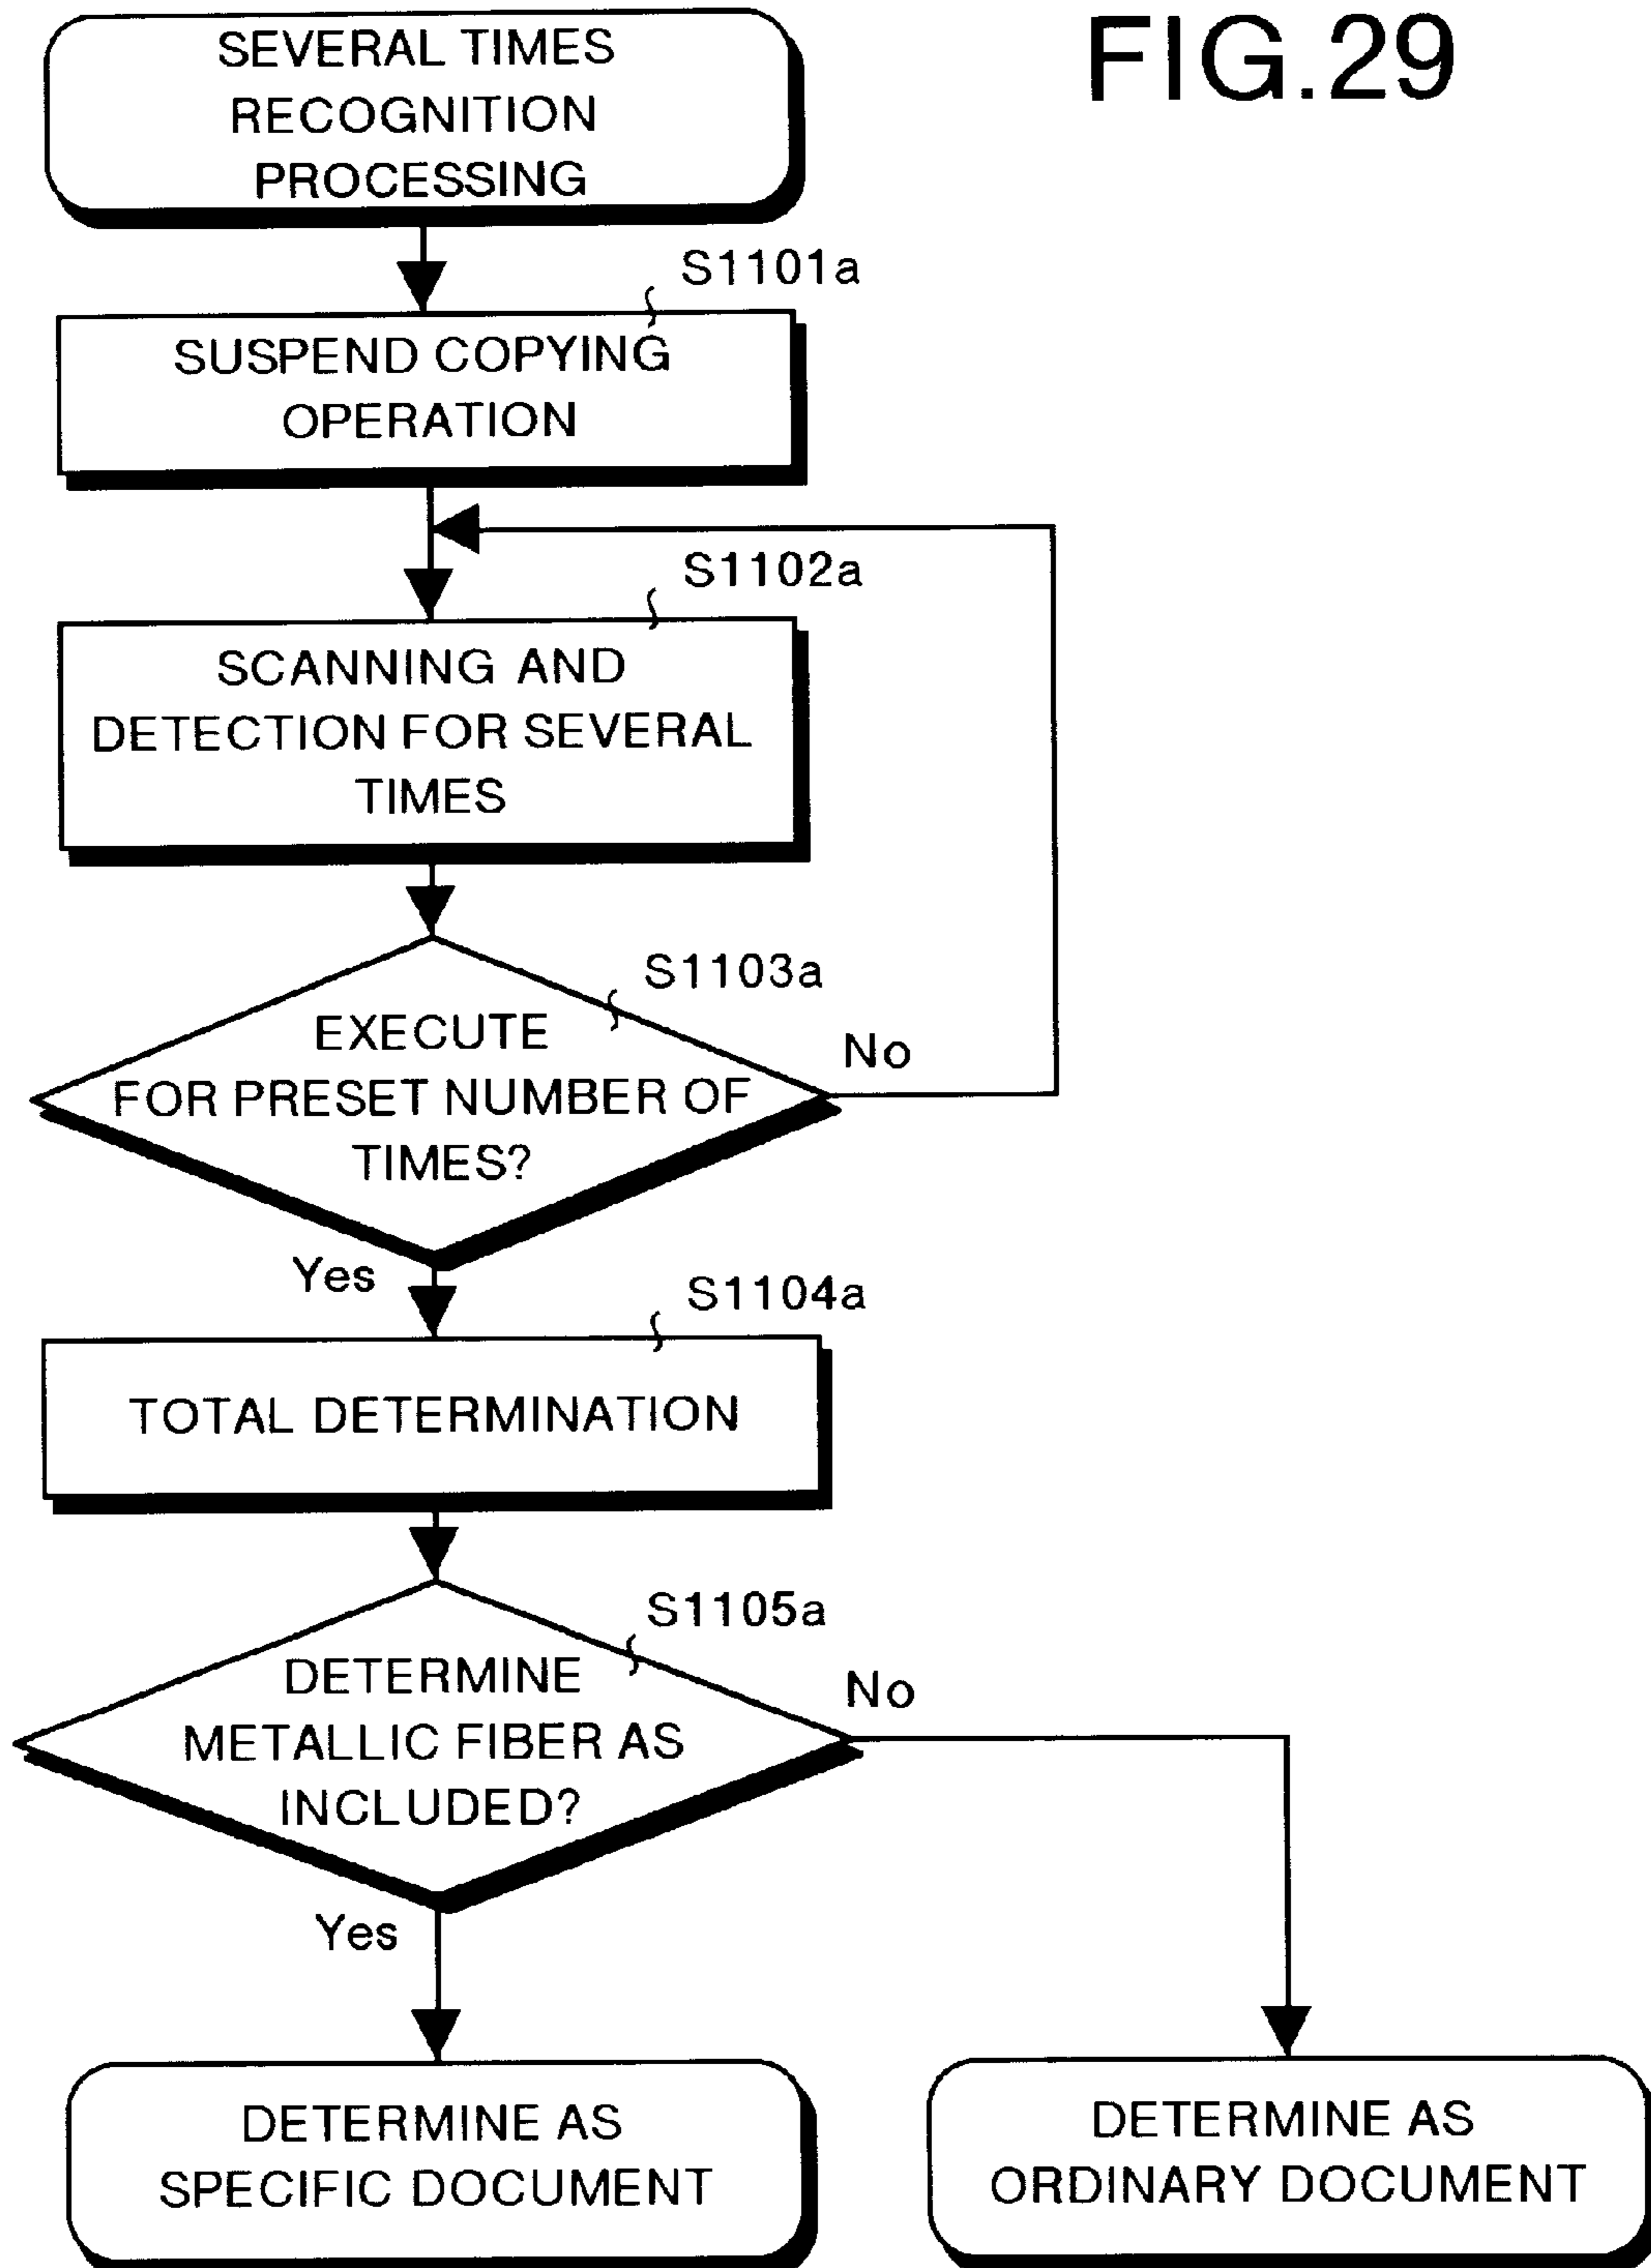 FIG.29
SEVERAL TIMES
RECOGNITION
PROCESSING
S1101a
SUSPEND COPYING
OPERATION
S1102a
SCANNING AND
DETECTION FOR SEVERAL
TIMES
S1103a
EXECUTE
FOR PRESET NUMBER OF
TIMES?
No
Yes
S1104a
TOTAL DETERMINATION
S1105a
DETERMINE
METALLIC FIBER AS
INCLUDED?
No
Yes
DETERMINE AS
SPECIFIC DOCUMENT
DETERMINE AS
ORDINARY DOCUMENT